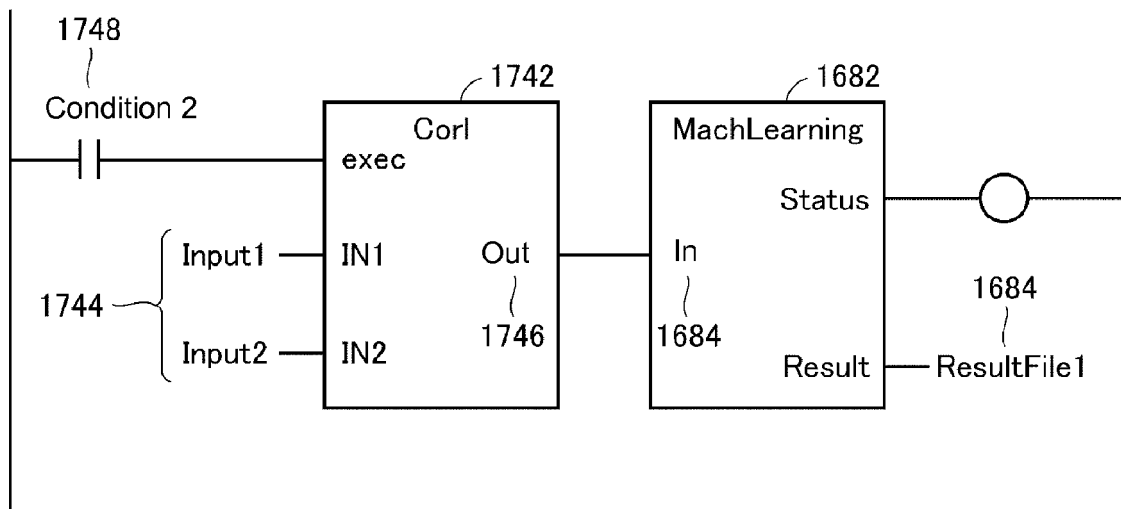 1748
Condition 2
1742
Corl
exec
Input1
IN1
Out
1744
1746
Input2
IN2
1682
MachLearning
Status
In
1684
1684
Result
ResultFile1